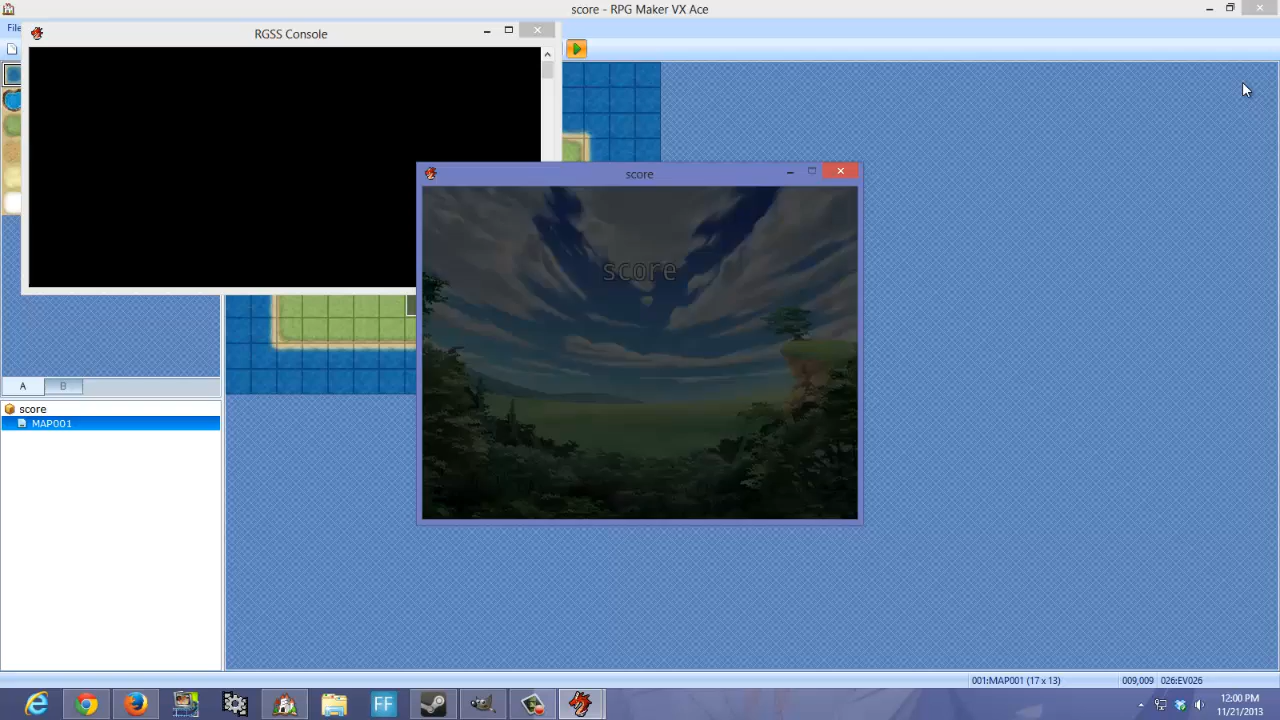 score - RPG Maker VX Ace
File
RGSS Console
score
score
A
B
score
MAP001
FF
001:MAP001 (17 x 13)
009,009
026:EV026
12:00 PM
11/21/2013